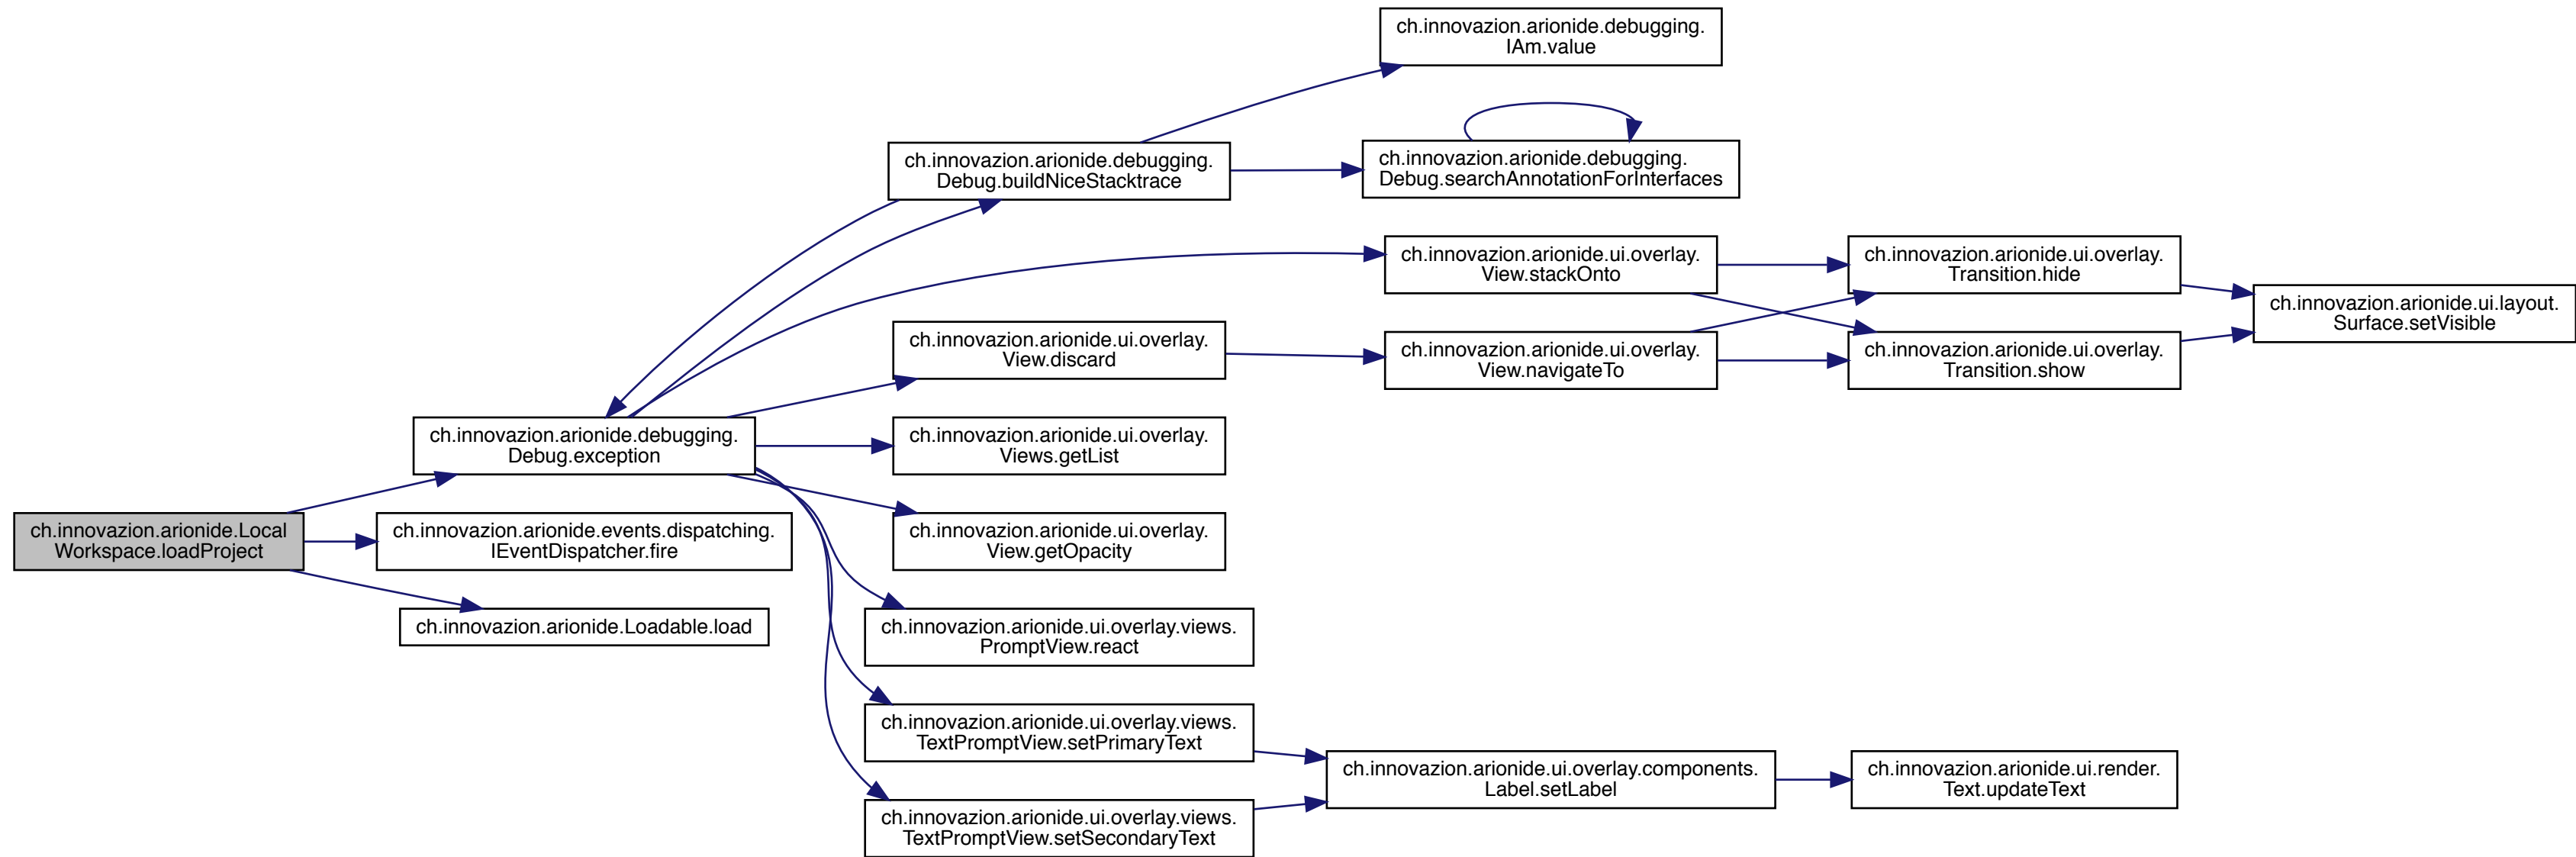 ch.innovazion.arionide.debugging.
IAm.value
ch.innovazion.arionide.debugging.
Debug.buildNiceStacktrace
ch.innovazion.arionide.debugging.
Debug.searchAnnotationForInterfaces
ch.innovazion.arionide.ui.overlay.
View.stackOnto
ch.innovazion.arionide.ui.overlay.
Transition.hide
ch.innovazion.arionide.ui.layout.
Surface.setVisible
ch.innovazion.arionide.ui.overlay.
View.discard
ch.innovazion.arionide.ui.overlay.
View.navigateTo
ch.innovazion.arionide.ui.overlay.
Transition.show
ch.innovazion.arionide.debugging.
Debug.exception
ch.innovazion.arionide.ui.overlay.
Views.getList
ch.innovazion.arionide.Local
Workspace.loadProject
ch.innovazion.arionide.events.dispatching.
IEventDispatcher.fire
ch.innovazion.arionide.ui.overlay.
View.getOpacity
ch.innovazion.arionide.Loadable.load
ch.innovazion.arionide.ui.overlay.views.
PromptView.react
ch.innovazion.arionide.ui.overlay.views.
TextPromptView.setPrimaryText
ch.innovazion.arionide.ui.overlay.components.
Label.setLabel
ch.innovazion.arionide.ui.render.
Text.updateText
ch.innovazion.arionide.ui.overlay.views.
TextPromptView.setSecondaryText